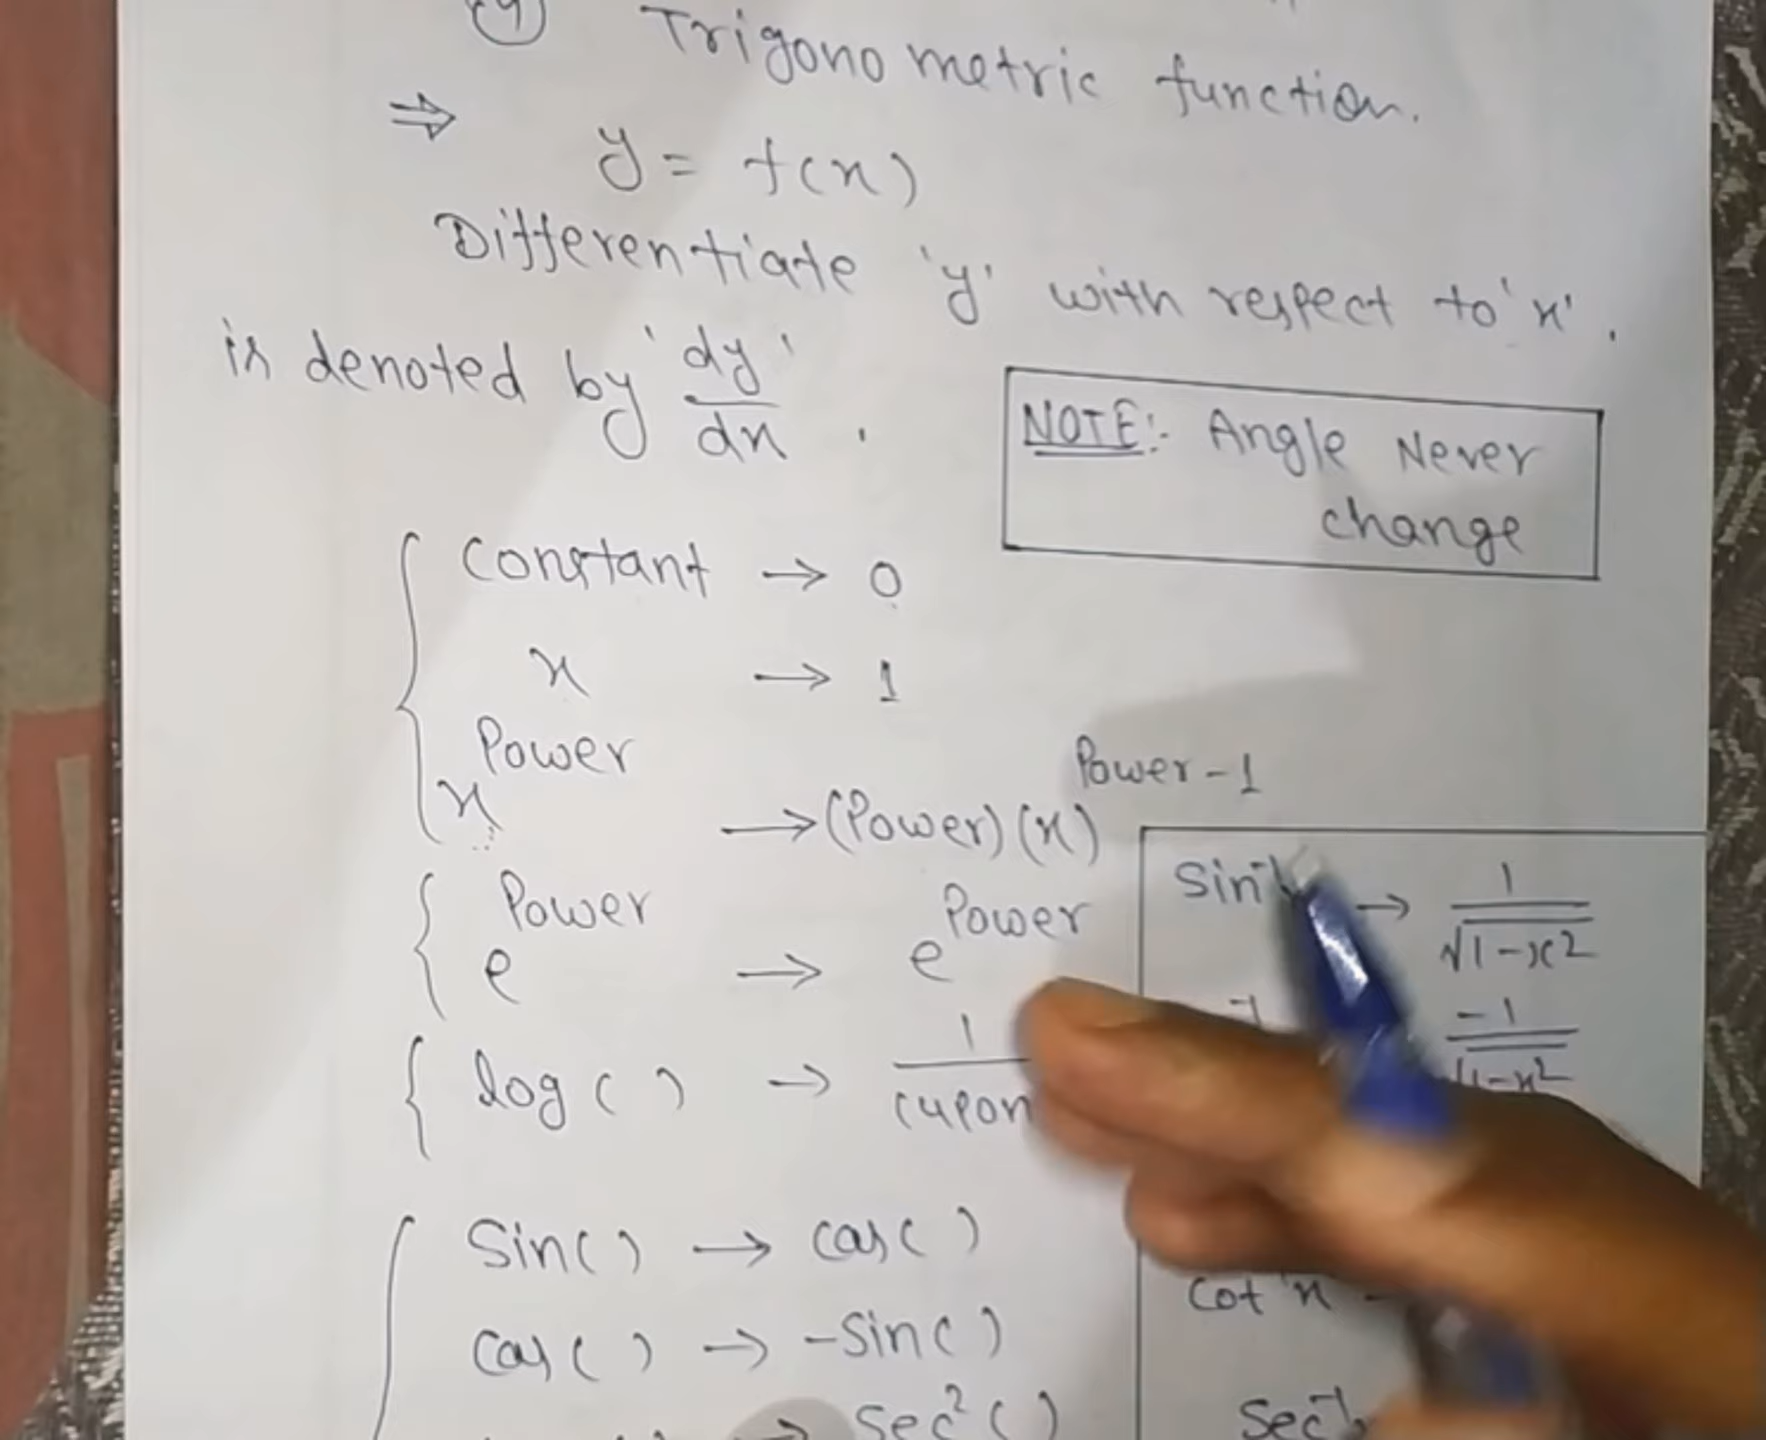 ④ Trigonometric function.
⇒ y = f(x)
Differentiate 'y' with respect to 'x'.
is denoted by 'dy/dx'.
NOTE:- Angle Never
change
Constant → 0
x → 1
x^Power → (Power)(x)^Power-1
e^Power → e^Power
log( ) → 1/(upon
Sin( ) → cos( )
Cos( ) → -Sin( )
→ Sec²( )
Sin⁻¹ → 1/√1-x²
-1 -1/√1-x²
Cot⁻¹x
Sec⁻¹